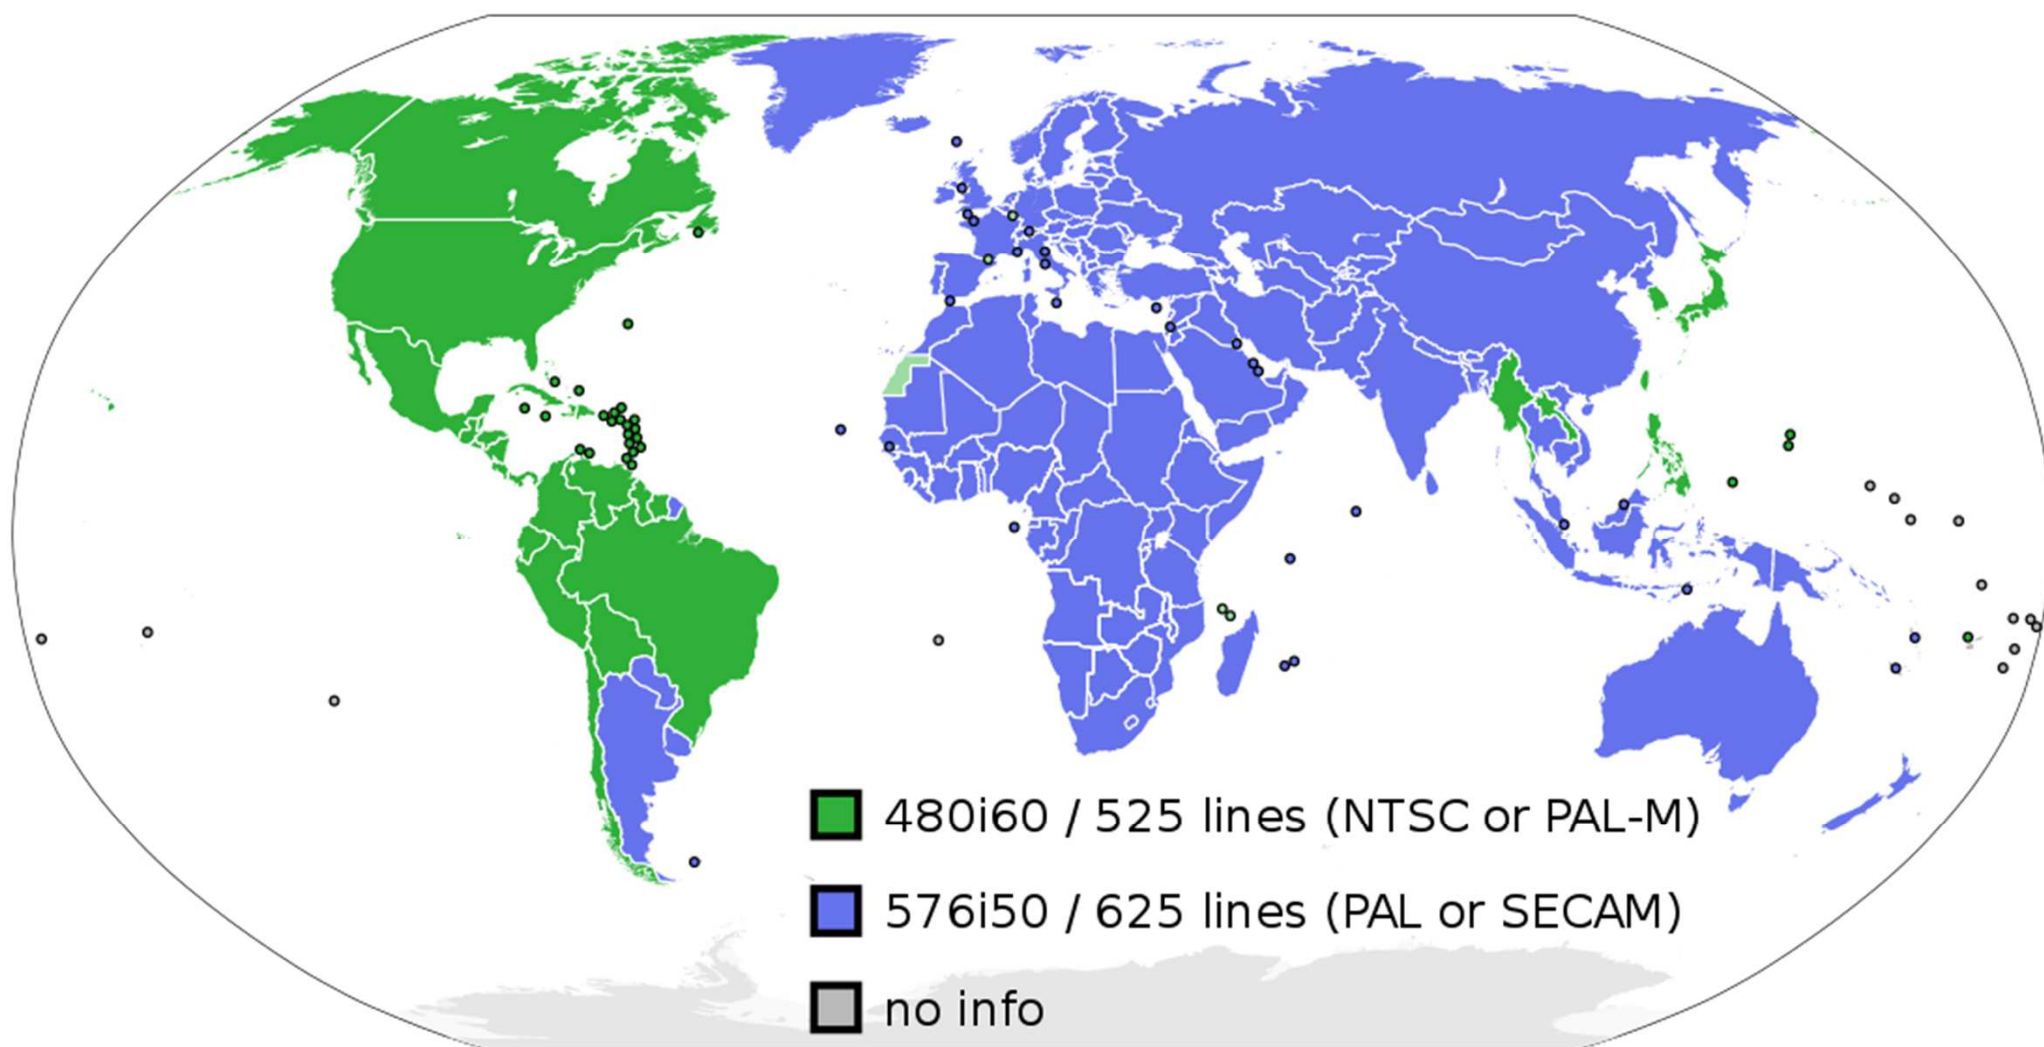 480i60 / 525 lines (NTSC or PAL-M)
576i50 / 625 lines (PAL or SECAM)
no info